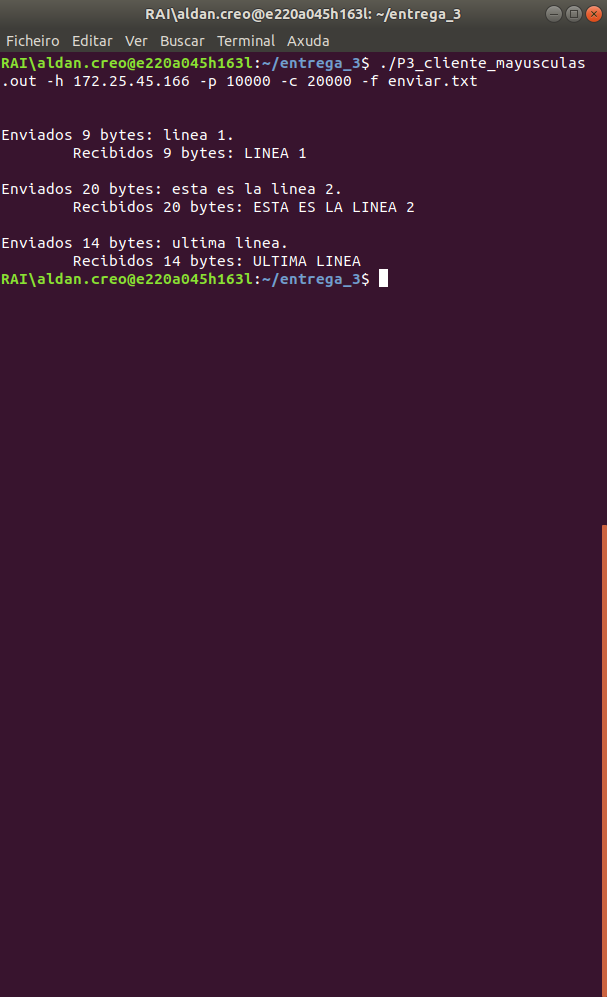 RAI\aldan.creo@e220a045h163l: ~/entrega_3
Ficheiro Editar Ver Buscar Terminal Axuda
RAI\aldan.creo@e220a045h163l:~/entrega_3$ ./P3_cliente_mayusculas
.out -h 172.25.45.166 -p 10000 -c 20000 -f enviar.txt
Enviados 9 bytes: linea 1.
Recibidos 9 bytes: LINEA 1
Enviados 20 bytes: esta es la linea 2.
Recibidos 20 bytes: ESTA ES LA LINEA 2
Enviados 14 bytes: ultima linea.
Recibidos 14 bytes: ULTIMA LINEA
RAI\aldan.creo@e220a045h163l:~/entrega_3$